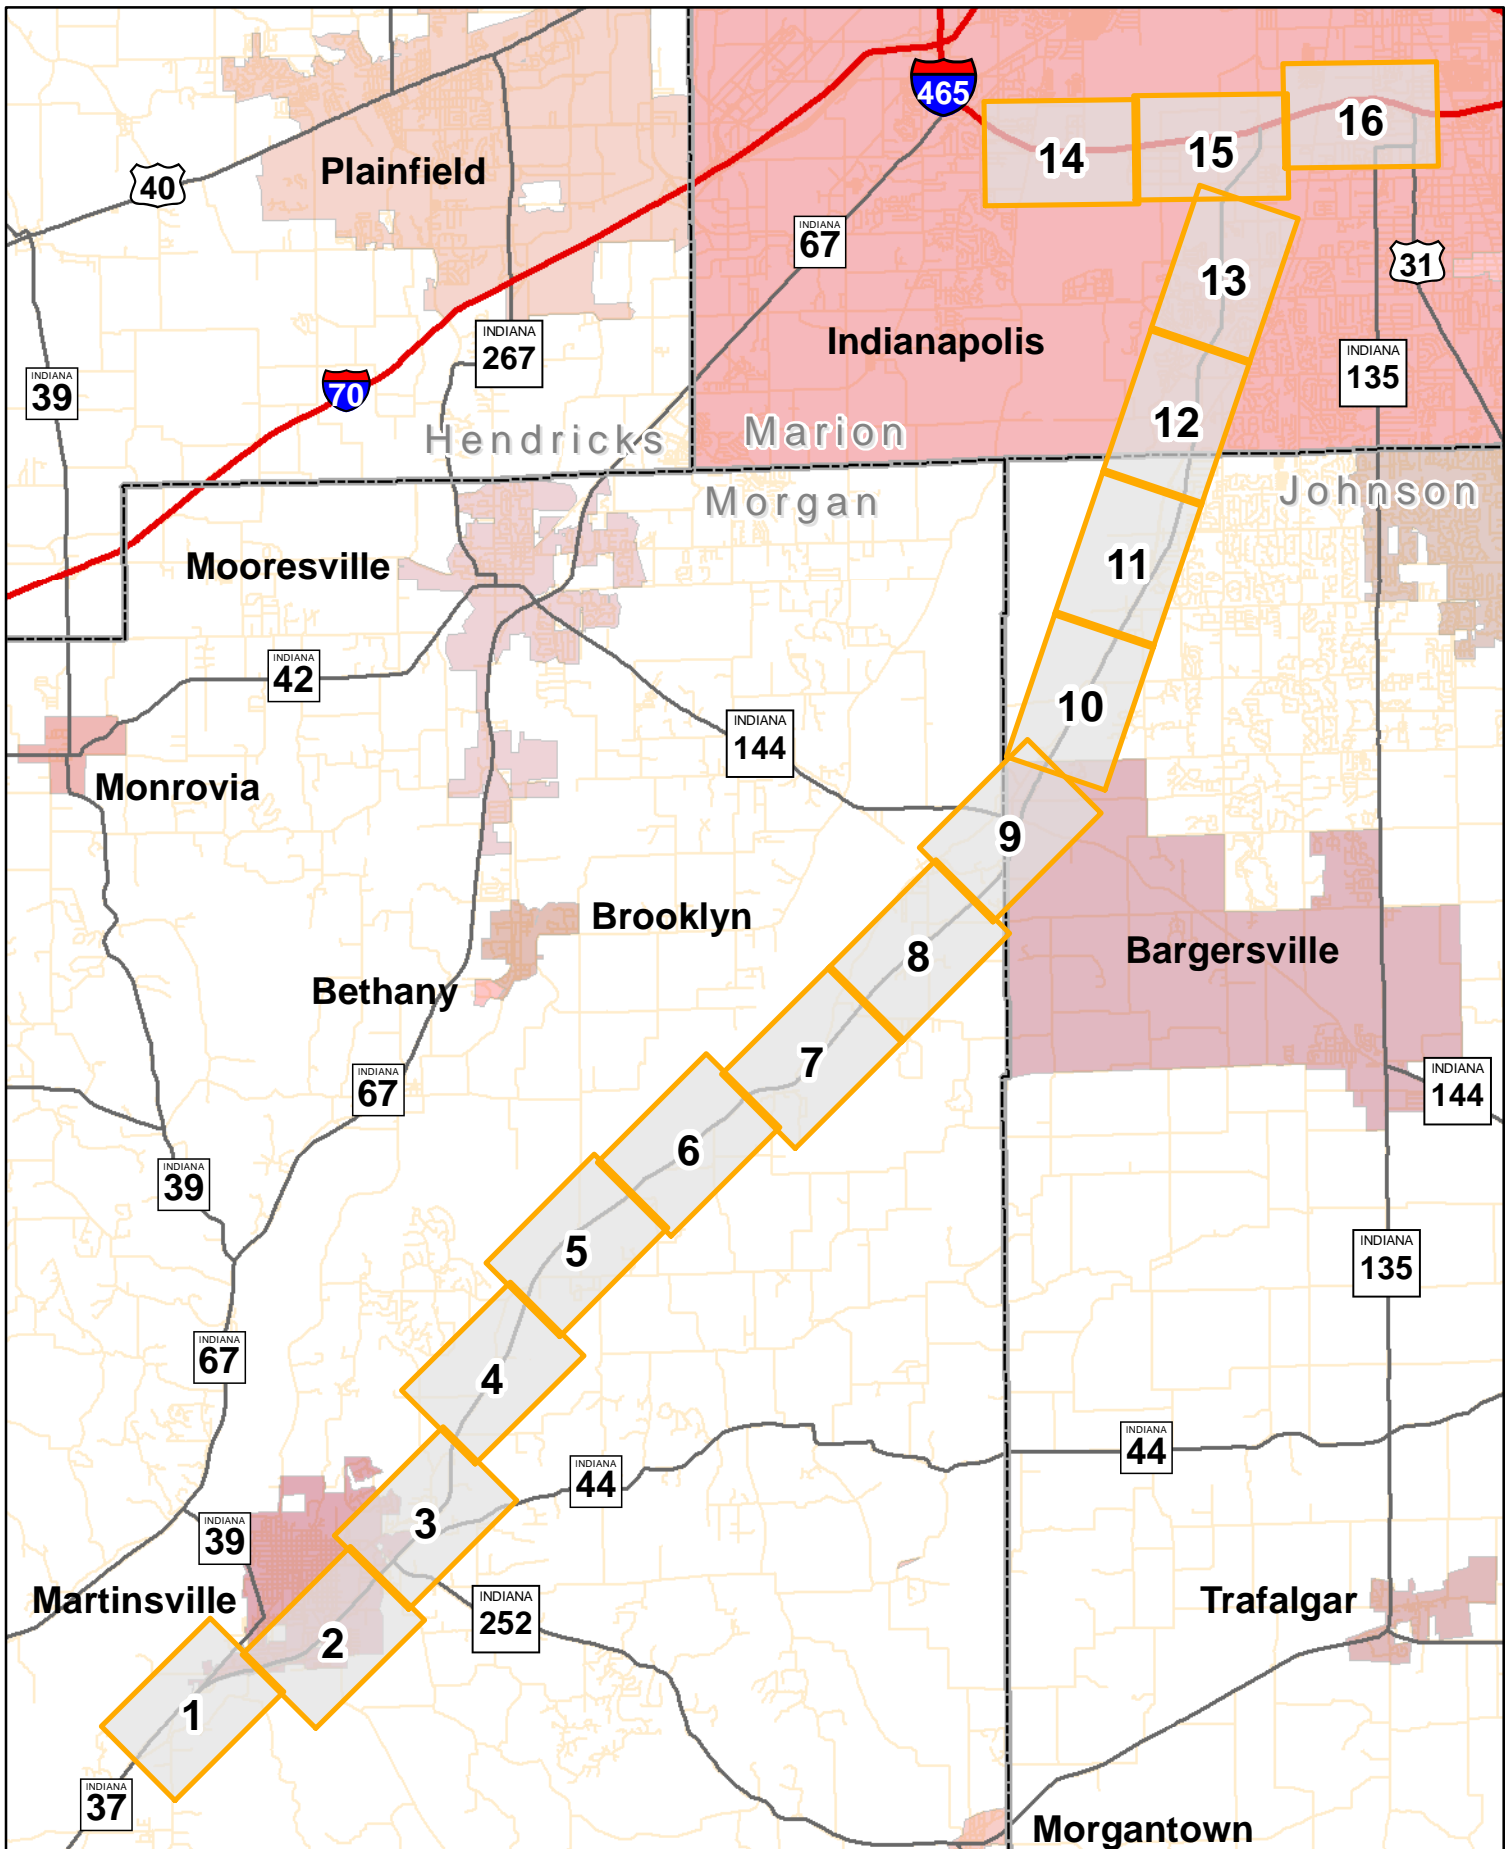 465
16
14
15
Plainfield
40
INDIANA
67
31
13
Indianapolis
INDIANA
267
INDIANA
135
INDIANA
39
70
12
Hendricks
Marion
Morgan
Johnson
Mooresville
11
INDIANA
42
10
INDIANA
144
Monrovia
9
Brooklyn
8
Bargersville
Bethany
7
INDIANA
67
INDIANA
144
6
INDIANA
39
5
INDIANA
135
INDIANA
67
4
INDIANA
44
INDIANA
44
3
INDIANA
39
Martinsville
INDIANA
252
Trafalgar
2
1
INDIANA
37
Morgantown